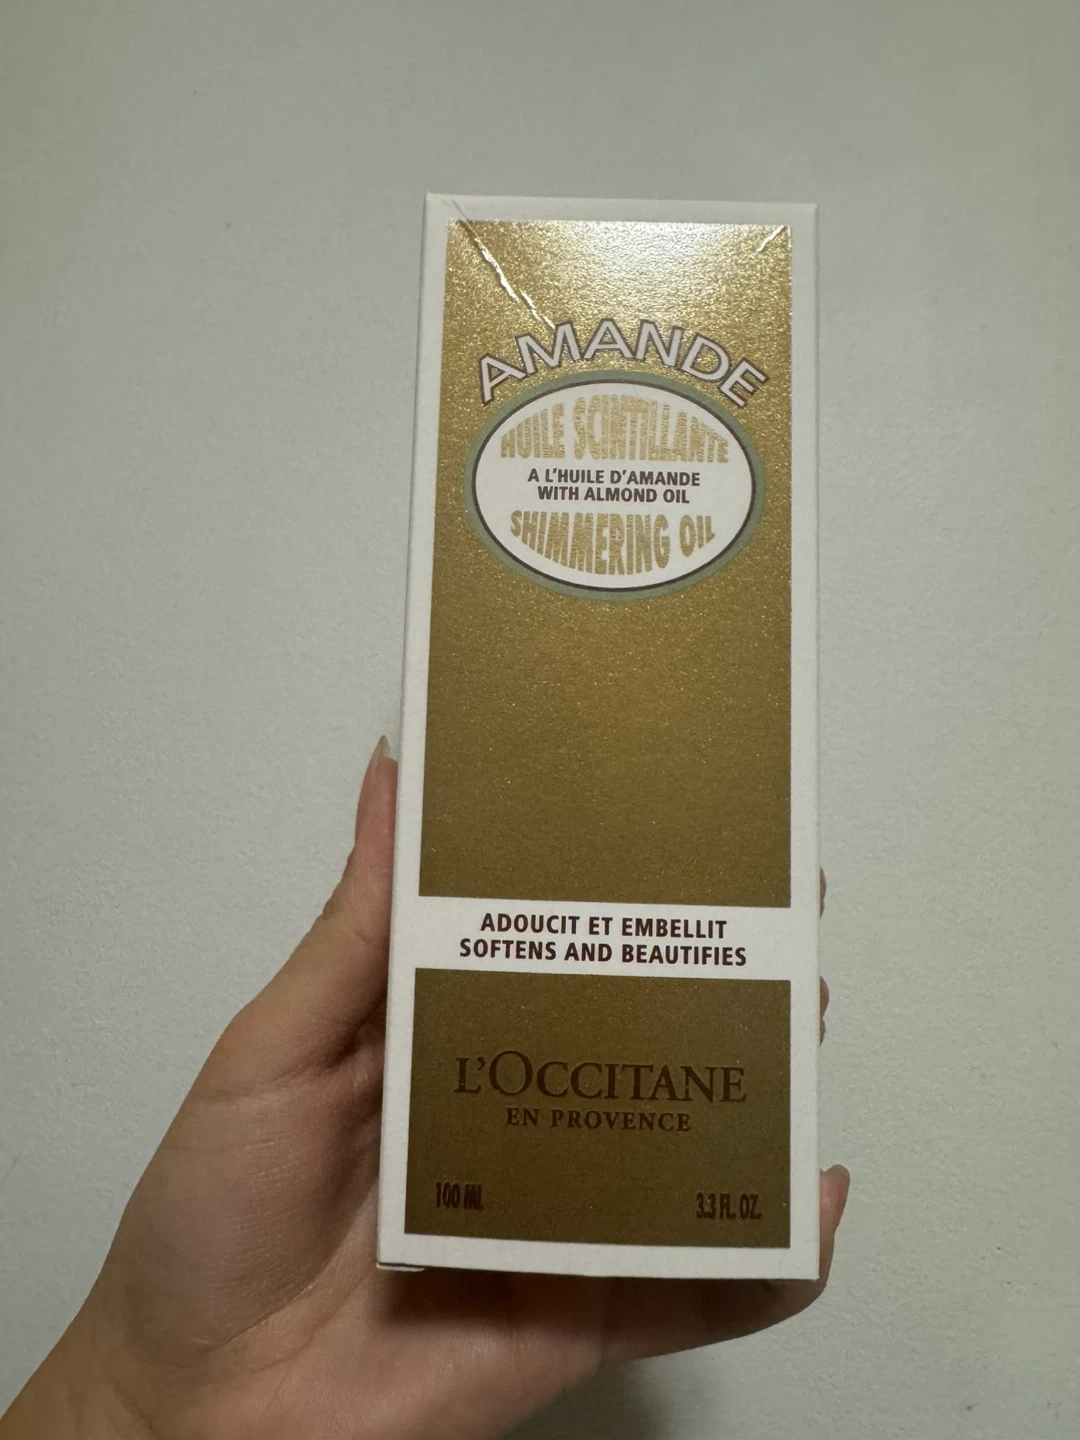 AMANDE
HUILE SCINTILLANTE
A L'HUILE D'AMANDE
WITH ALMOND OIL
SHIMMERING OIL
ADOUCIT ET EMBELLIT
SOFTENS AND BEAUTIFIES
L'OCCITANE
EN PROVENCE
100 ML
3.3 FL. OZ.